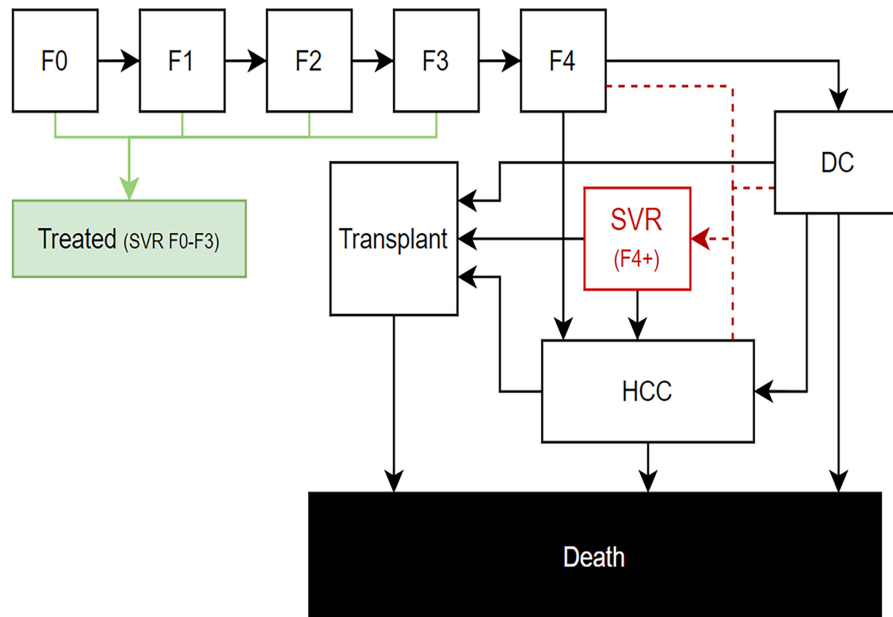 F0
F1
F2
F3
F4
DC
Treated (SVR F0-F3)
Transplant
SVR
(F4+)
HCC
Death